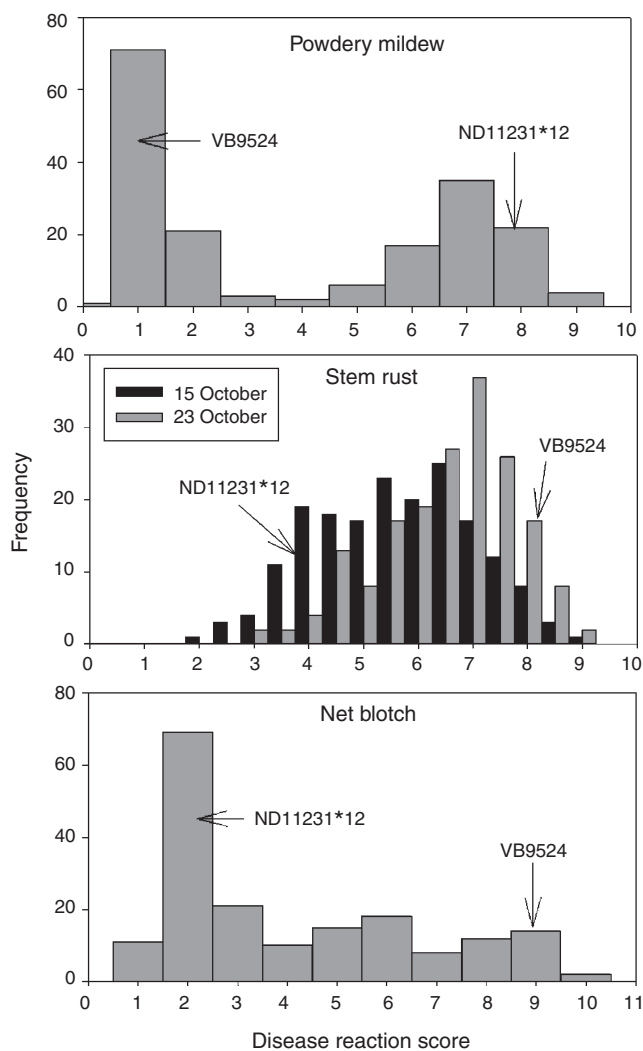 Powdery mildew
80
60
40
20
0
VB9524
ND11231*12
0 1 2 3 4 5 6 7 8 9 10
Stem rust
15 October
23 October
Frequency
40
30
20
10
0
ND11231*12
VB9524
0 1 2 3 4 5 6 7 8 9 10
Net blotch
80
60
40
20
0
ND11231*12
VB9524
0 1 2 3 4 5 6 7 8 9 10 11
Disease reaction score